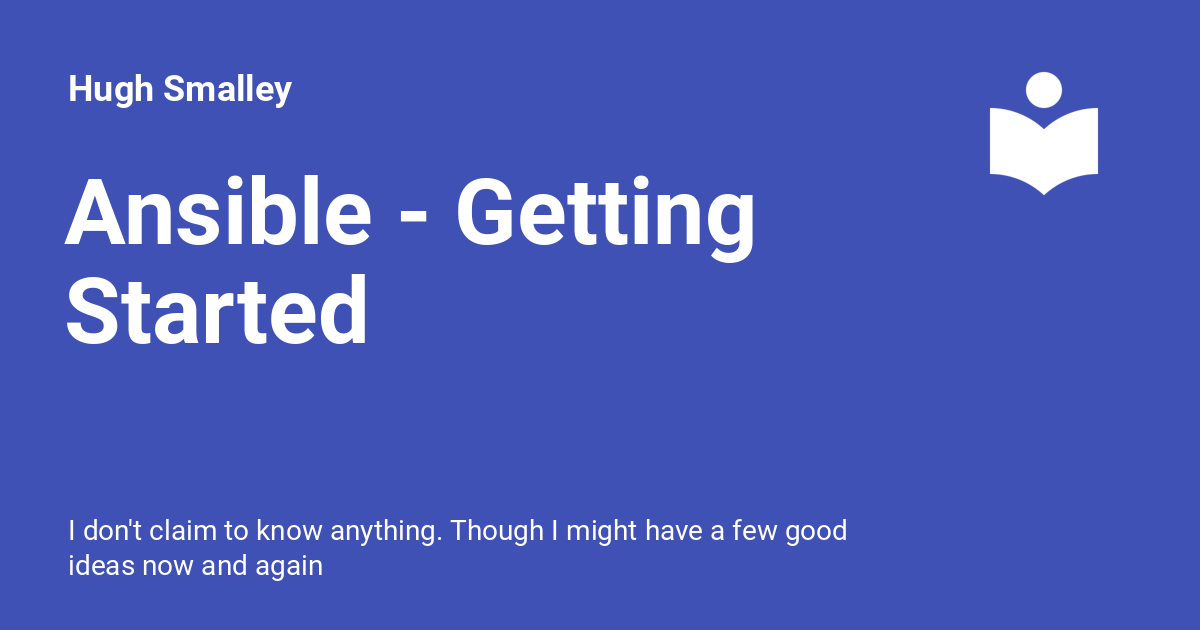 Hugh Smalley
Ansible - Getting
Started
I don't claim to know anything. Though I might have a few good
ideas now and again